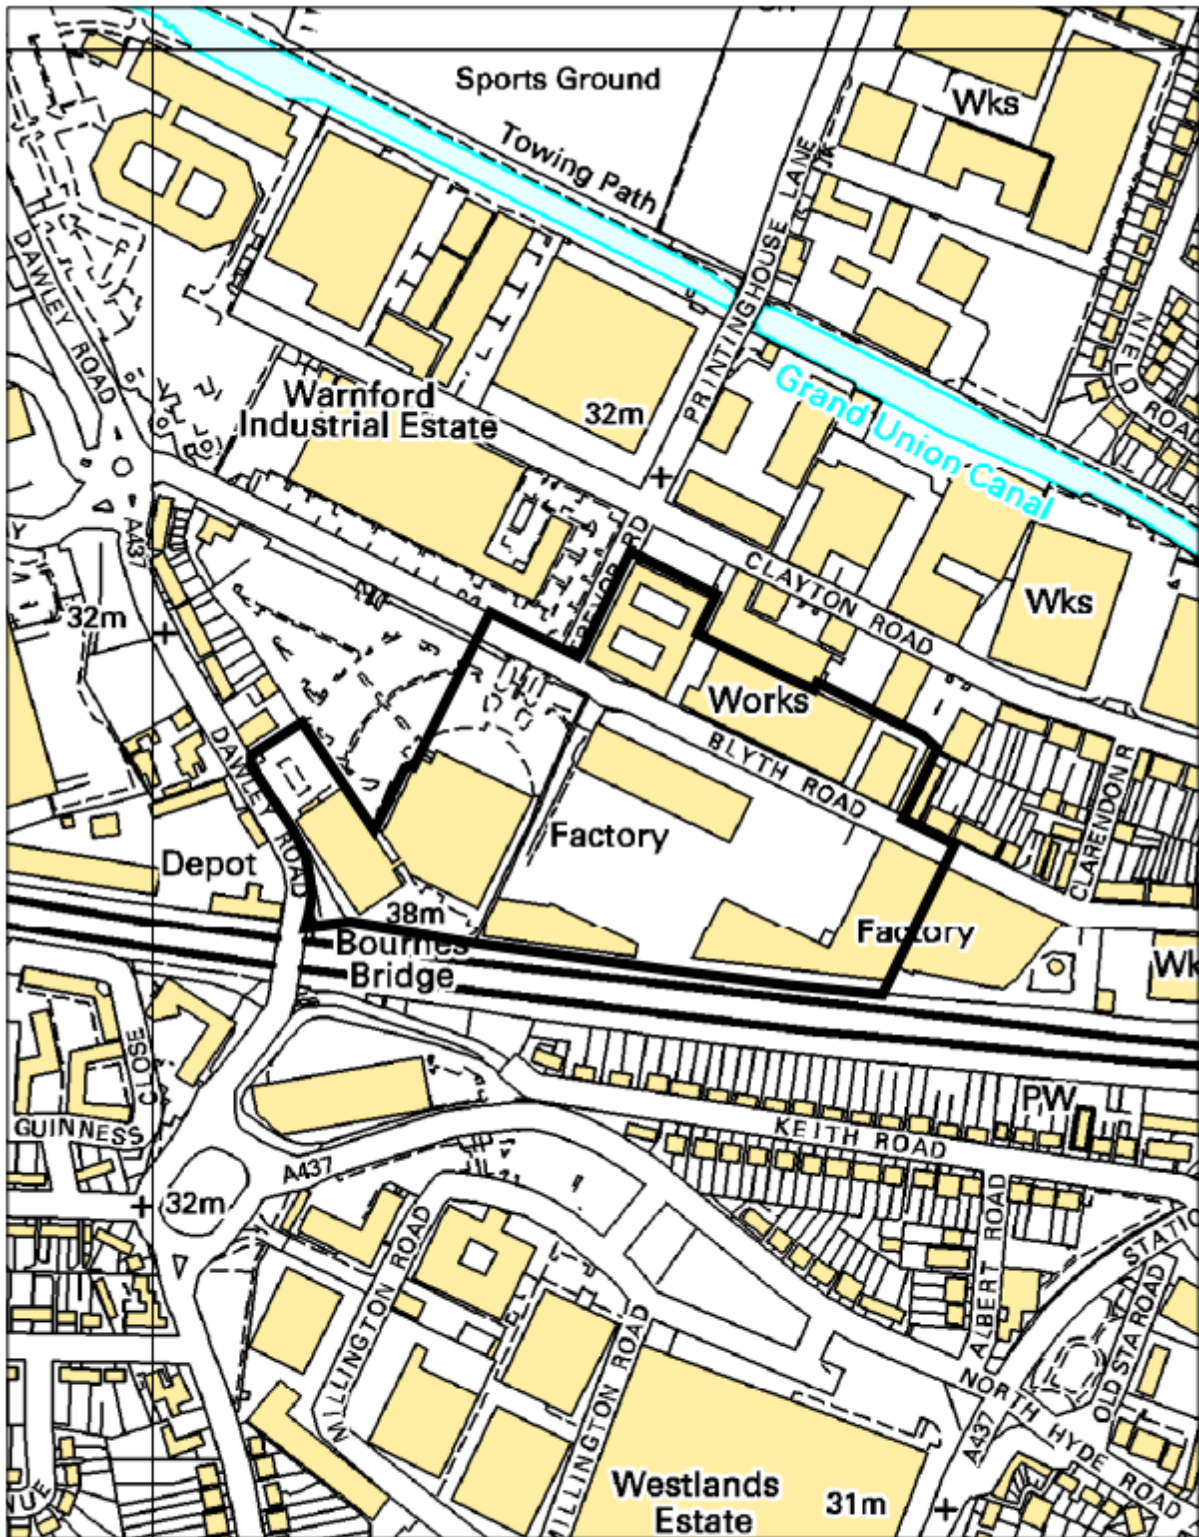 Sports Ground
Wks
Towing Path
PRINTINGHOUSE LANE
DAWLEY ROAD
Warnford
Industrial Estate
32m
Grand Union Canal
ROAD
A437
TREVOR RD
CLAYTON ROAD
Wks
32m
Works
DAWLEY ROAD
BLYTH ROAD
Factory
CLARENDON R
Depot
38m
Factory
Bournes
Bridge
Wk
CLOSE
GUINNESS
PW
KEITH ROAD
A437
32m
MILLINGTON ROAD
ALBERT ROAD
STATIO
OLD STA ROAD
MILLINGTON ROAD
NORTH HYDE ROAD
A437
Westlands
Estate
31m
NUE